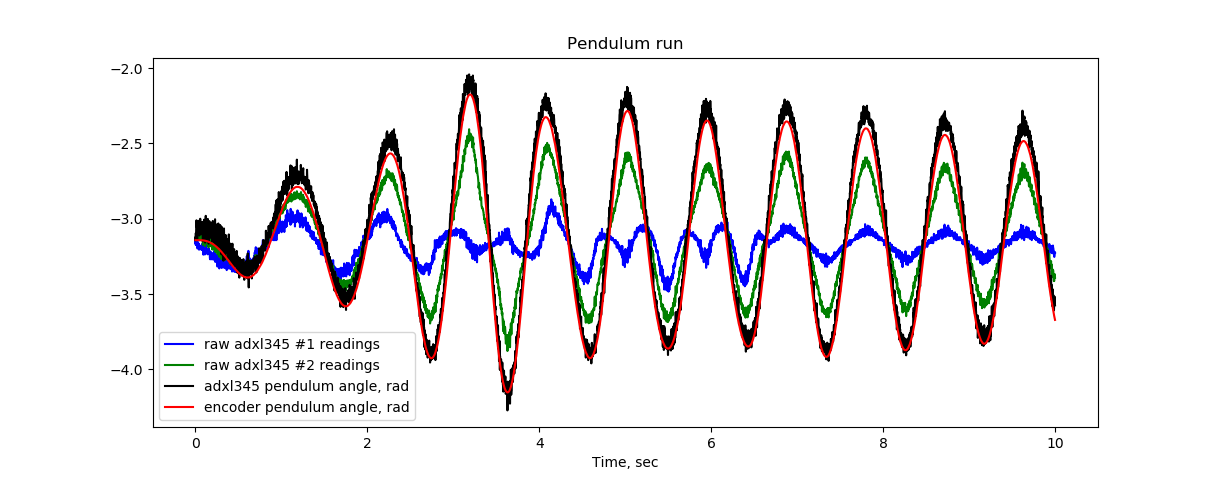 Pendulum run
−2.0
−2.5
−3.0
−3.5
−4.0
raw adxl345 #1 readings
raw adxl345 #2 readings
adxl345 pendulum angle, rad
encoder pendulum angle, rad
0 2 4 6 8 10
Time, sec